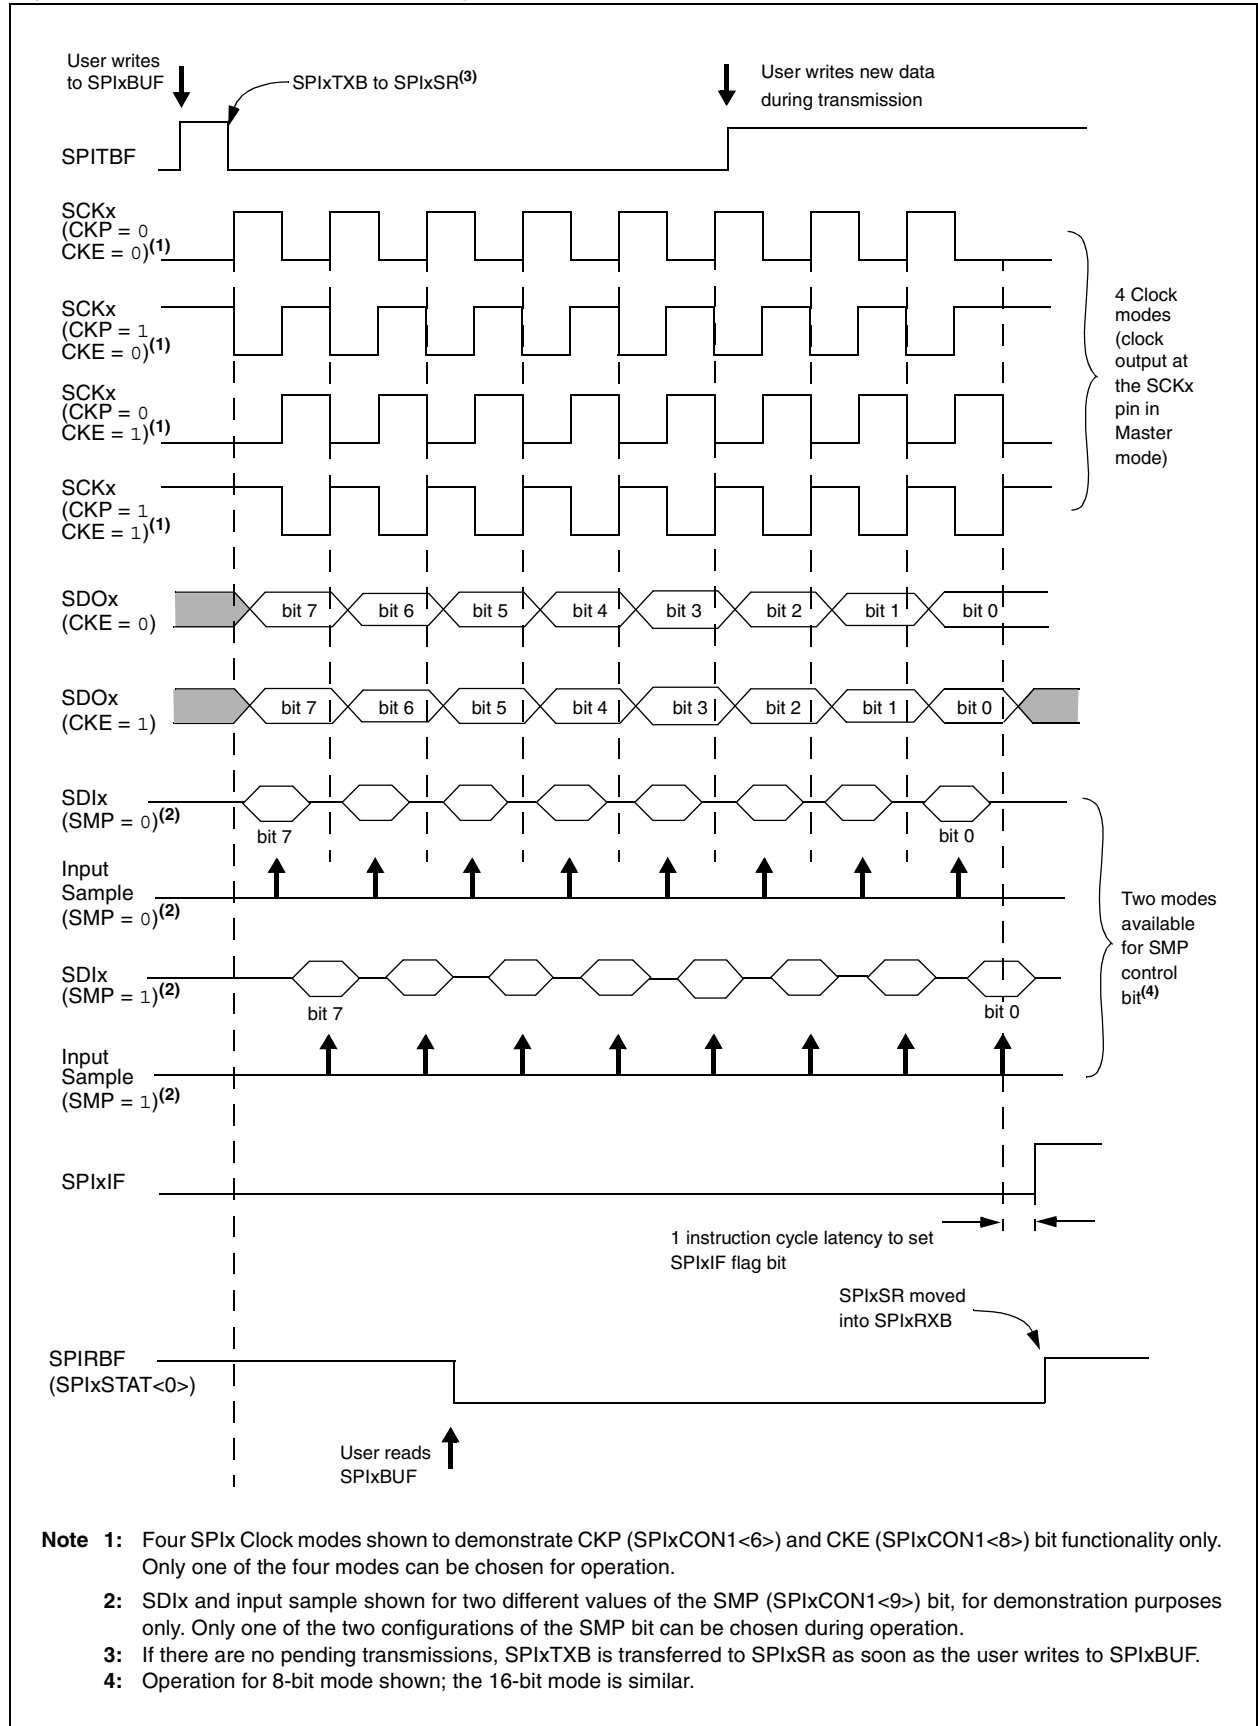 User writes
to SPIxBUF
SPIxTXB to SPIxSR(3)
User writes new data
during transmission
SPITBF
SCKx
(CKP = 0
CKE = 0)(1)
SCKx
(CKP = 1
CKE = 0)(1)
SCKx
(CKP = 0
CKE = 1)(1)
SCKx
(CKP = 1
CKE = 1)(1)
4 Clock
modes
(clock
output at
the SCKx
pin in
Master
mode)
SDOx
(CKE = 0)
bit 7 bit 6 bit 5 bit 4 bit 3 bit 2 bit 1 bit 0
SDOx
(CKE = 1)
bit 7 bit 6 bit 5 bit 4 bit 3 bit 2 bit 1 bit 0
SDIx
(SMP = 0)(2)
bit 7 bit 0
Input
Sample
(SMP = 0)(2)
SDIx
(SMP = 1)(2)
bit 7 bit 0
Input
Sample
(SMP = 1)(2)
Two modes
available
for SMP
control
bit(4)
SPIxIF
1 instruction cycle latency to set
SPIxIF flag bit
SPIxSR moved
into SPIxRXB
SPIRBF
(SPIxSTAT<0>)
User reads
SPIxBUF
Note 1: Four SPIx Clock modes shown to demonstrate CKP (SPIxCON1<6>) and CKE (SPIxCON1<8>) bit functionality only.
Only one of the four modes can be chosen for operation.
2: SDIx and input sample shown for two different values of the SMP (SPIxCON1<9>) bit, for demonstration purposes
only. Only one of the two configurations of the SMP bit can be chosen during operation.
3: If there are no pending transmissions, SPIxTXB is transferred to SPIxSR as soon as the user writes to SPIxBUF.
4: Operation for 8-bit mode shown; the 16-bit mode is similar.